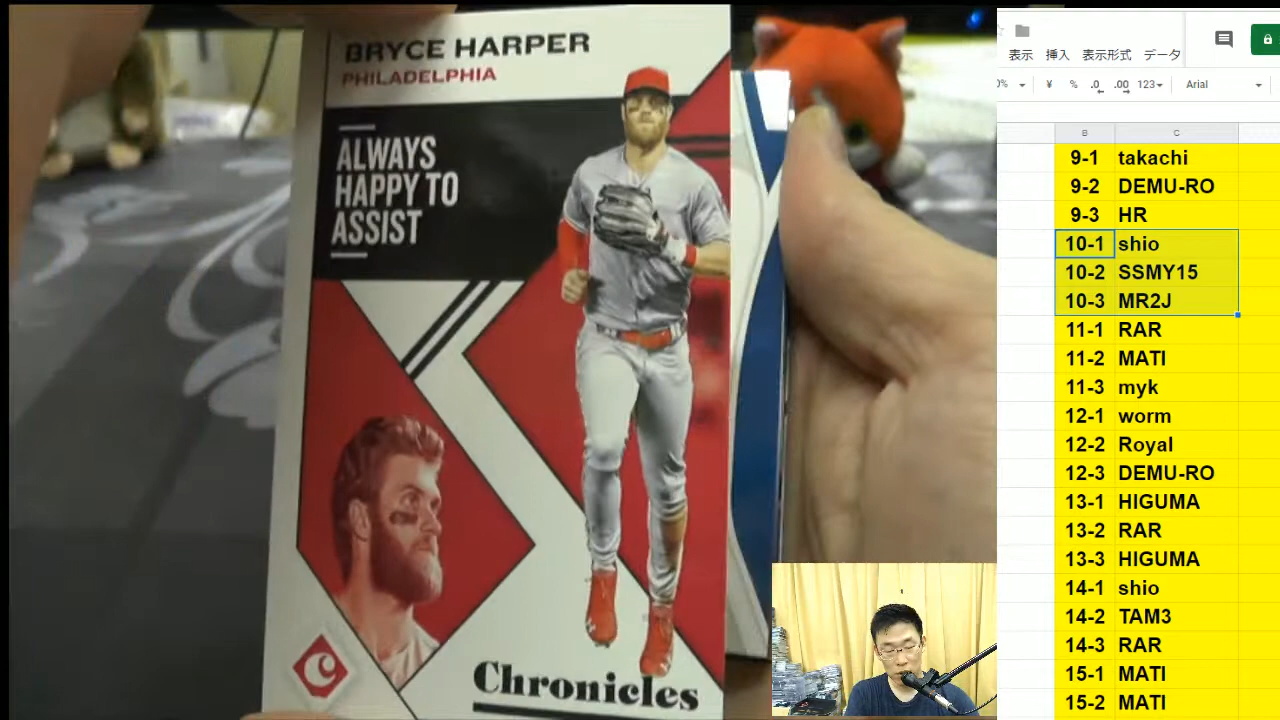 BRYCE HARPER
PHILADELPHIA
ALWAYS
HAPPY TO
ASSIST
C
Chronicles
表示 挿入 表示形式 データ
0% ¥ % .0 .00 123 Arial
B C
9-1 takachi
9-2 DEMU-RO
9-3 HR
10-1 shio
10-2 SSMY15
10-3 MR2J
11-1 RAR
11-2 MATI
11-3 myk
12-1 worm
12-2 Royal
12-3 DEMU-RO
13-1 HIGUMA
13-2 RAR
13-3 HIGUMA
14-1 shio
14-2 TAM3
14-3 RAR
15-1 MATI
15-2 MATI